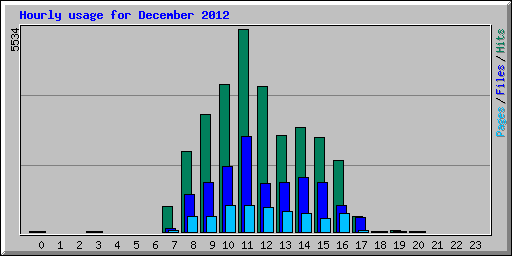 Hourly usage for December 2012
5534
Pages / Files / Hits
0 1 2 3 4 5 6 7 8 9 10 11 12 13 14 15 16 17 18 19 20 21 22 23